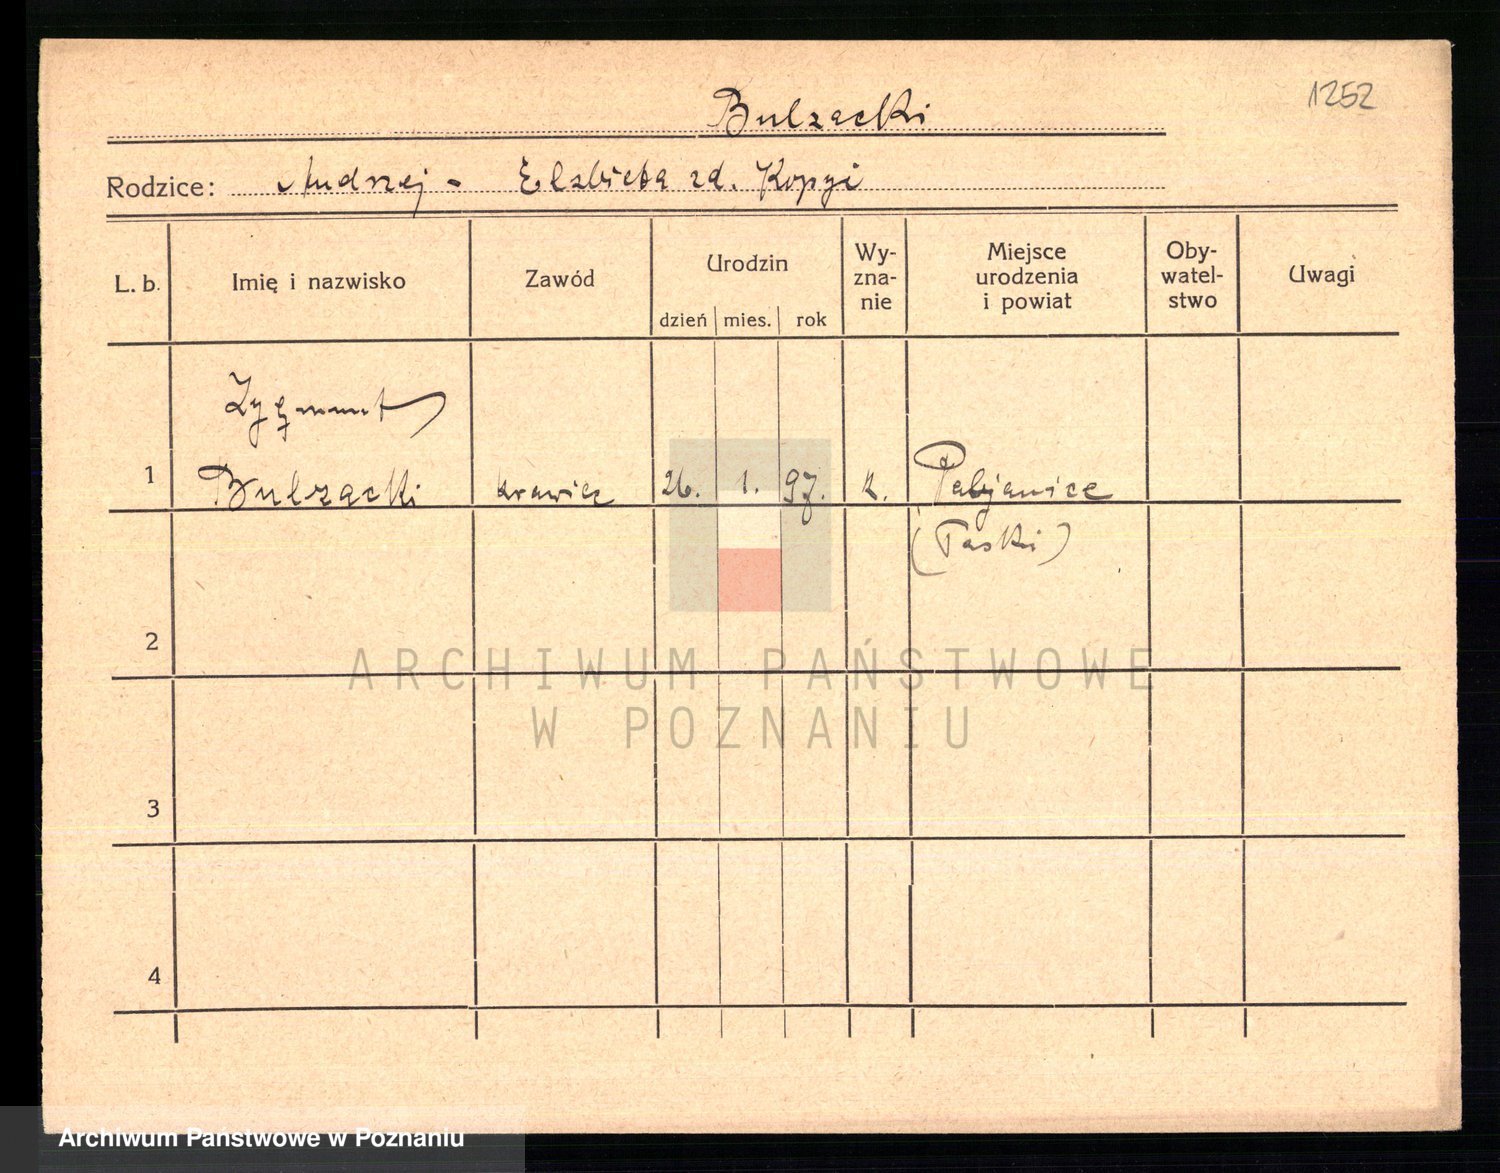 1252
Bulzacki
Rodzice: Andrzej - Elzbieta zd. Kopyi
L. b.
Imię i nazwisko
Zawód
Urodzin
dzień mies. rok
Wy-
zna-
nie
Miejsce
urodzenia
i powiat
Oby-
watel-
stwo
Uwagi
Zygmunt
1 Bulzacki krawiec 26. 1. 97. k. Pabjanice
(Łaski)
2
3
4
ARCHIWUM PAŃSTWOWE
W POZNANIU
Archiwum Państwowe w Poznaniu